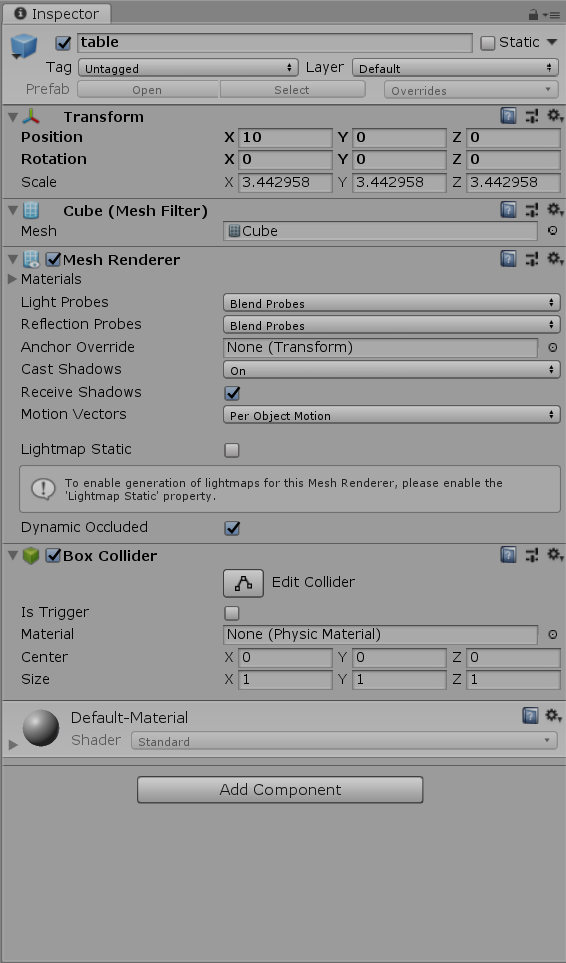 Inspector
table Static
Tag Untagged Layer Default
Prefab Open Select Overrides
Transform
Position X 10 Y 0 Z 0
Rotation X 0 Y 0 Z 0
Scale X 3.442958 Y 3.442958 Z 3.442958
Cube (Mesh Filter)
Mesh Cube
Mesh Renderer
Materials
Light Probes Blend Probes
Reflection Probes Blend Probes
Anchor Override None (Transform)
Cast Shadows On
Receive Shadows
Motion Vectors Per Object Motion
Lightmap Static
To enable generation of lightmaps for this Mesh Renderer, please enable the
'Lightmap Static' property.
Dynamic Occluded
Box Collider
Edit Collider
Is Trigger
Material None (Physic Material)
Center X 0 Y 0 Z 0
Size X 1 Y 1 Z 1
Default-Material
Shader Standard
Add Component